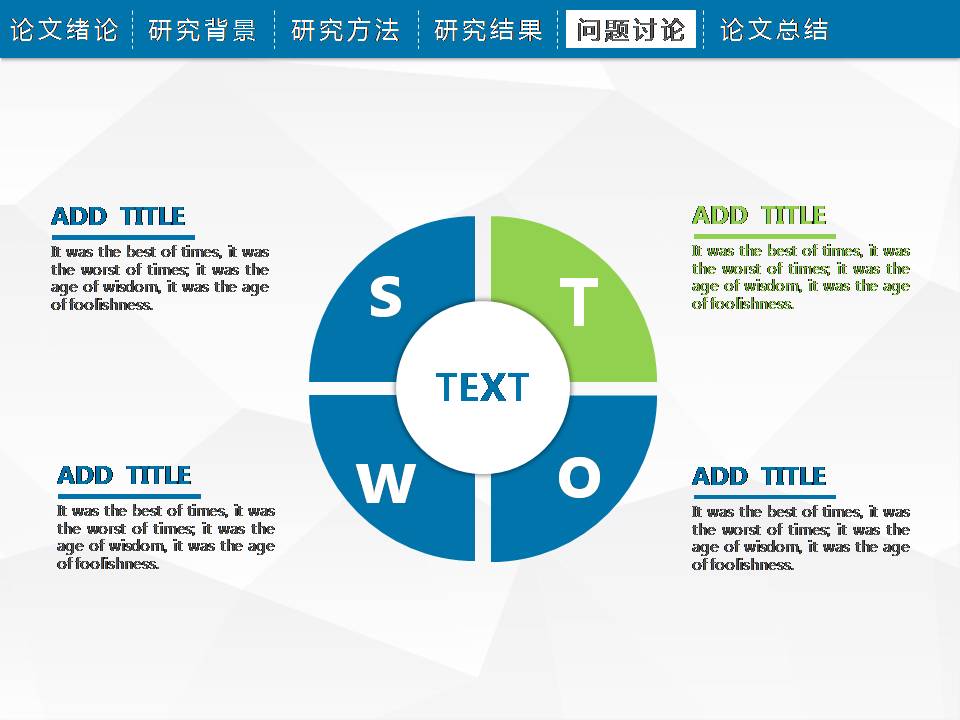 论文绪论 研究背景 研究方法 研究结果 问题讨论 论文总结
ADD TITLE
It was the best of times, it was
the worst of times; it was the
age of wisdom, it was the age
of foolishness.
ADD TITLE
It was the best of times, it was
the worst of times; it was the
age of wisdom, it was the age
of foolishness.
S
T
TEXT
W
O
ADD TITLE
It was the best of times, it was
the worst of times; it was the
age of wisdom, it was the age
of foolishness.
ADD TITLE
It was the best of times, it was
the worst of times; it was the
age of wisdom, it was the age
of foolishness.